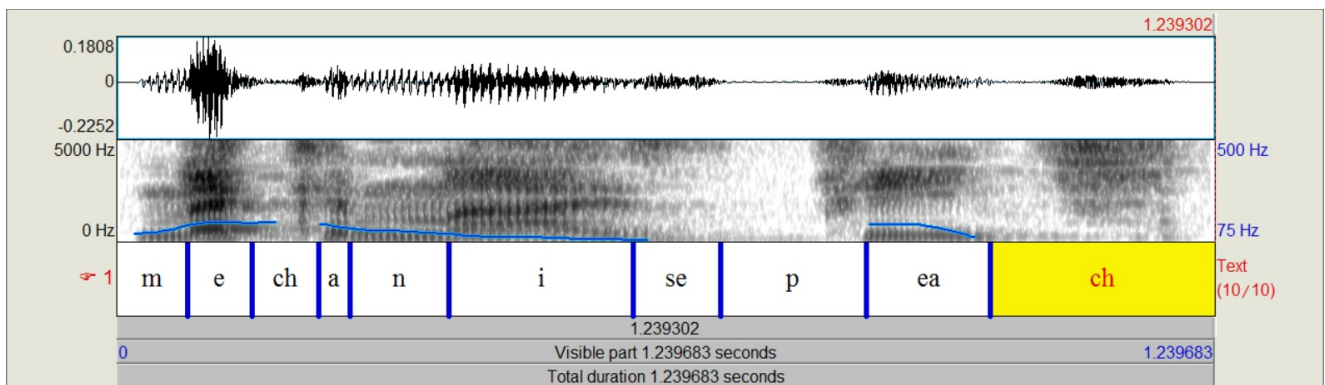 1.239302
0.1808
0
-0.2252
5000 Hz 500 Hz
0 Hz 75 Hz
☞ 1 m e ch a n i se p ea ch Text
(10/10)
1.239302
0 Visible part 1.239683 seconds 1.239683
Total duration 1.239683 seconds